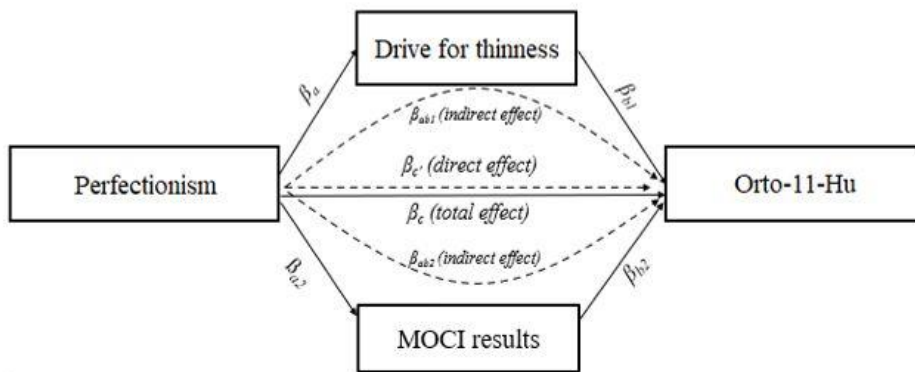 Drive for thinness
βa
βb1
βab1 (indirect effect)
Perfectionism
βc' (direct effect)
Orto-11-Hu
βc (total effect)
βab2 (indirect effect)
βa2
βb2
MOCI results